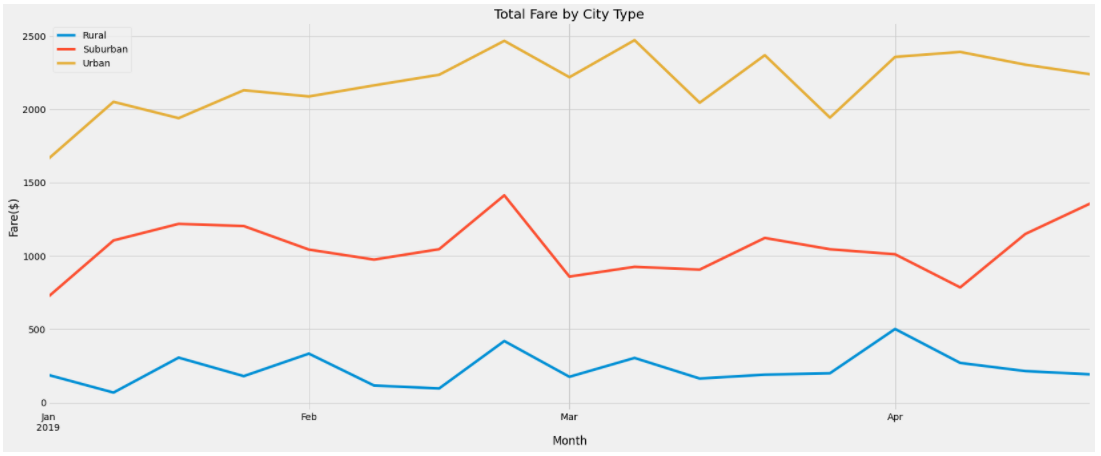 Total Fare by City Type
Rural
Suburban
Urban
2500
2000
1500
1000
500
0
Fare($)
Jan
2019
Feb
Mar
Apr
Month